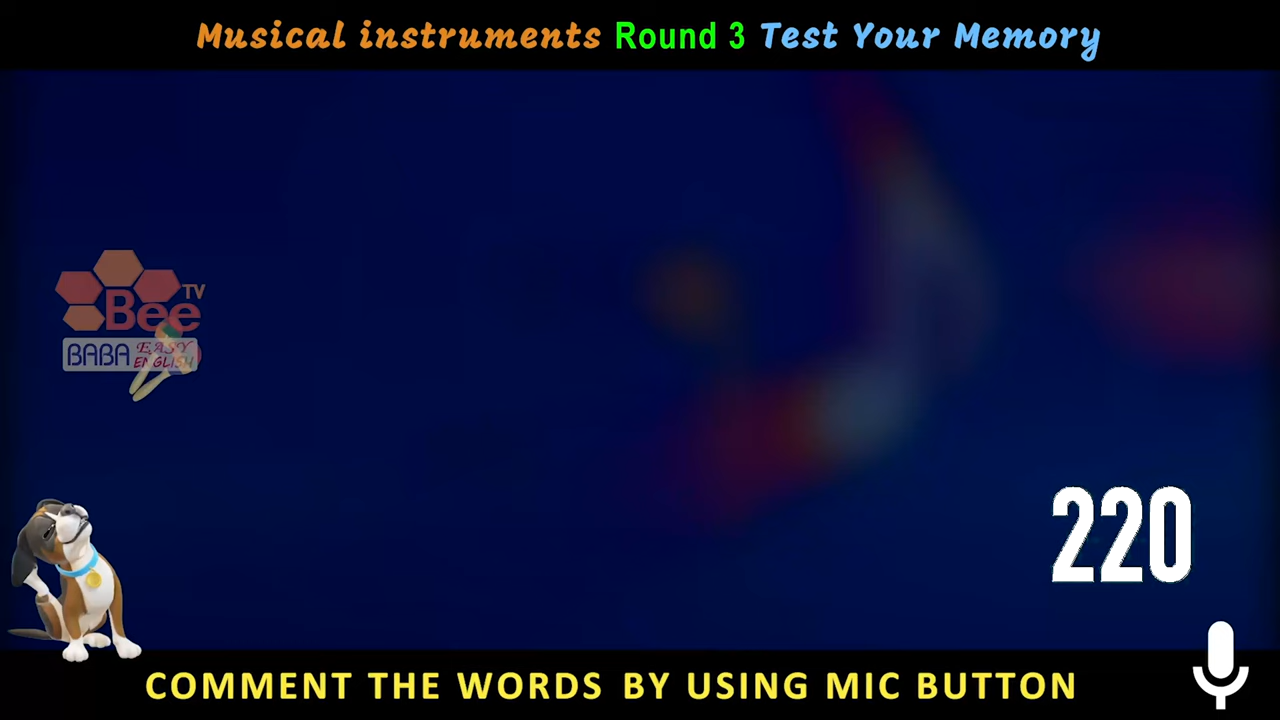 Musical instruments Round 3 Test Your Memory
Bee TV
BABA EASY ENGLISH
220
COMMENT THE WORDS BY USING MIC BUTTON